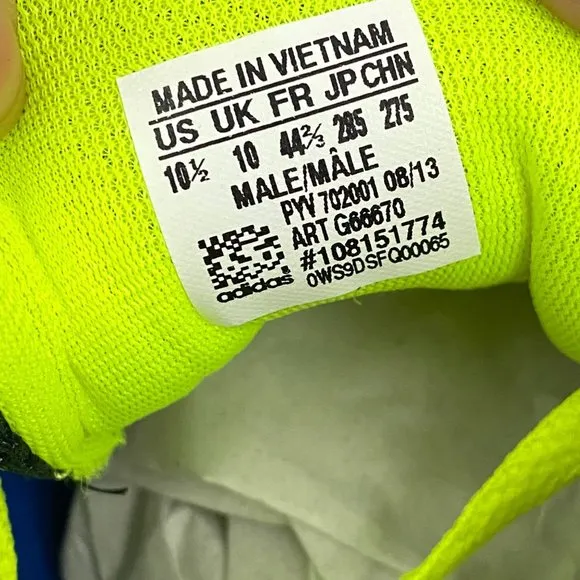 MADE IN VIETNAM
US UK FR JP CHN
10½ 10 44⅔ 285 275
MALE/MÂLE
PYV 702001 08/13
ART G66670
#108151774
0WS9DSFQ00065
adidas